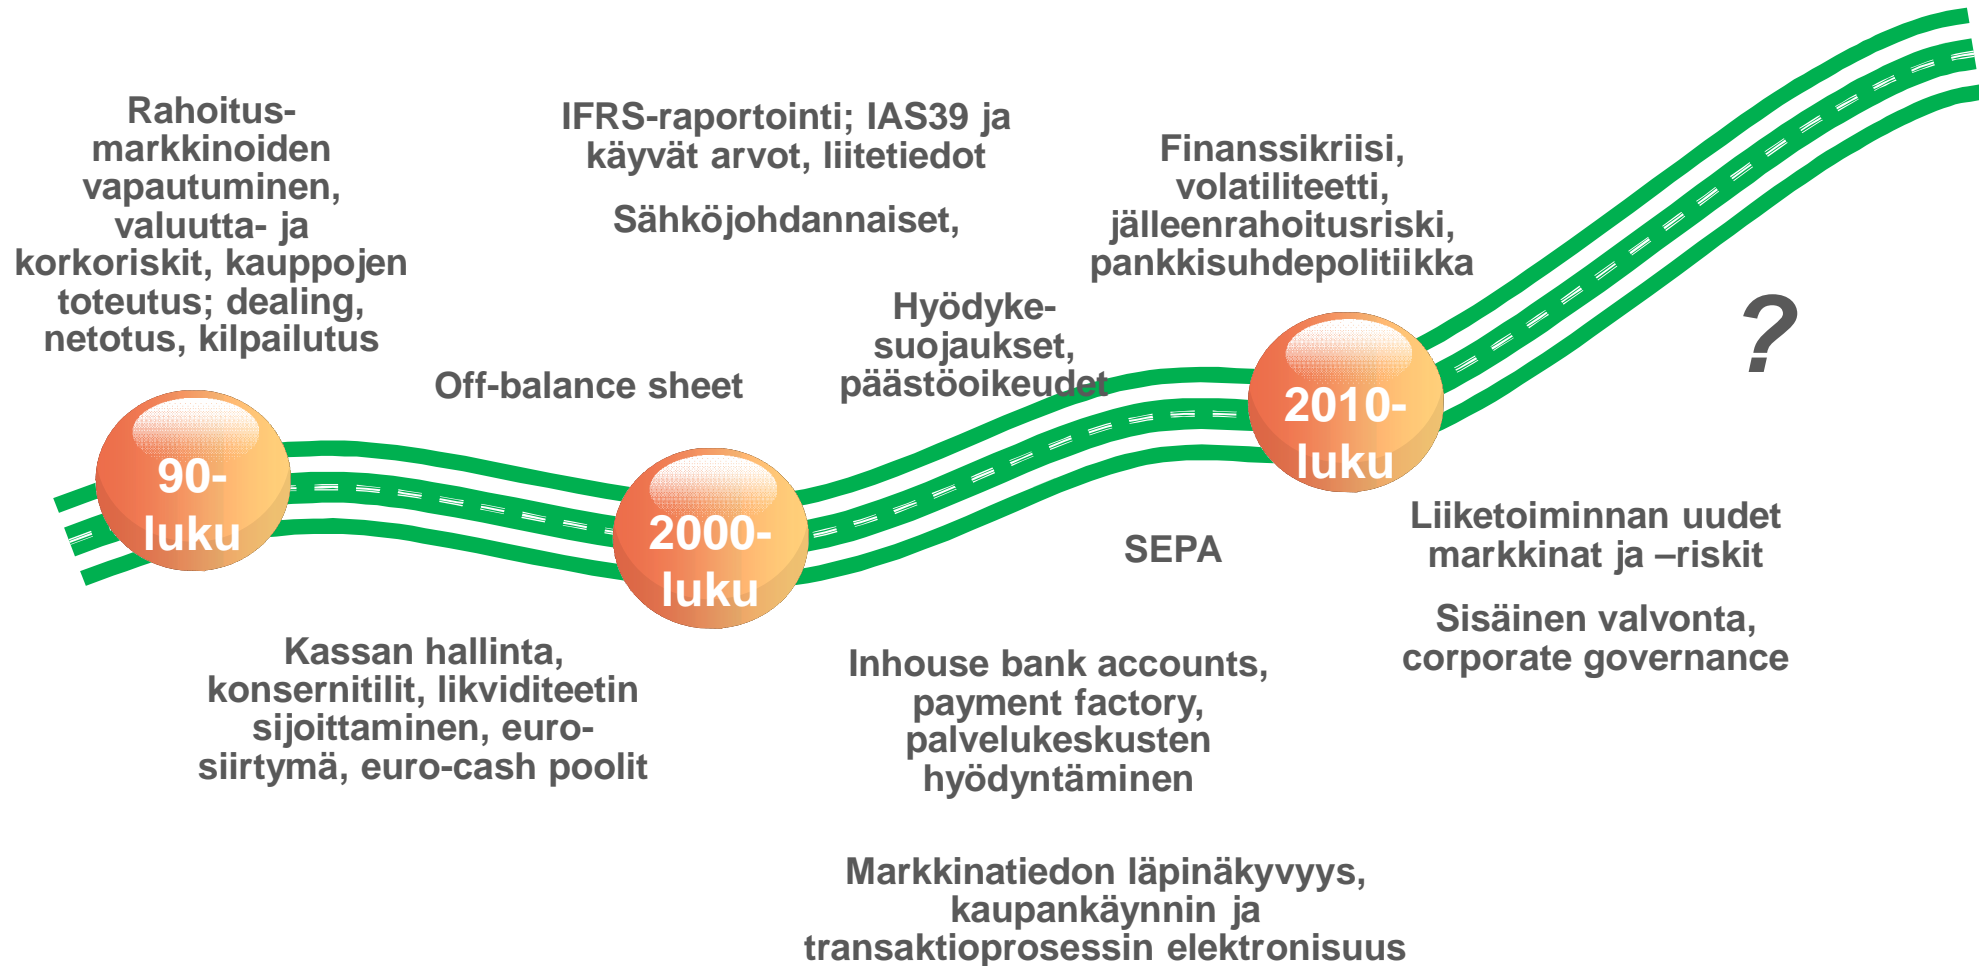 Rahoitus-
markkinoiden
vapautuminen,
valuutta- ja
korkoriskit, kauppojen
toteutus; dealing,
netotus, kilpailutus
IFRS-raportointi; IAS39 ja
käyvät arvot, liitetiedot
Sähköjohdannaiset,
Finanssikriisi,
volatiliteetti,
jälleenrahoitusriski,
pankkisuhdepolitiikka
Hyödyke-
suojaukset,
päästöoikeudet
Off-balance sheet
?
90-
luku
2000-
luku
2010-
luku
SEPA
Liiketoiminnan uudet
markkinat ja –riskit
Sisäinen valvonta,
corporate governance
Kassan hallinta,
konsernitilit, likviditeetin
sijoittaminen, euro-
siirtymä, euro-cash poolit
Inhouse bank accounts,
payment factory,
palvelukeskusten
hyödyntäminen
Markkinatiedon läpinäkyvyys,
kaupankäynnin ja
transaktioprosessin elektronisuus